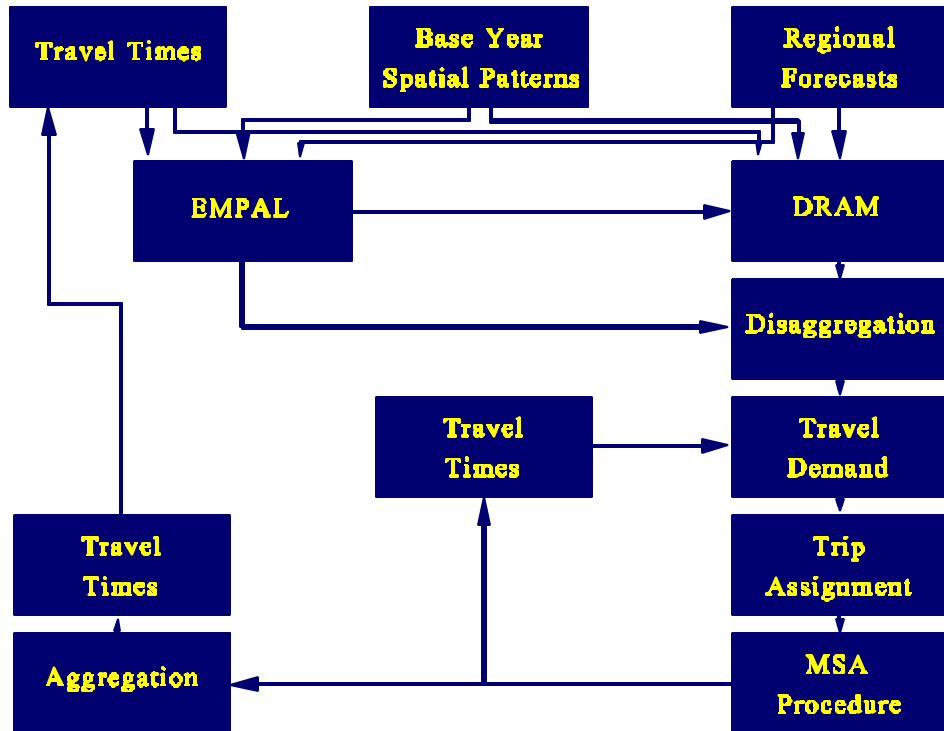 Travel Times
Base Year
Spatial Patterns
Regional
Forecasts
EMPAL
DRAM
Disaggregation
Travel
Times
Travel
Demand
Travel
Times
Trip
Assignment
Aggregation
MSA
Procedure